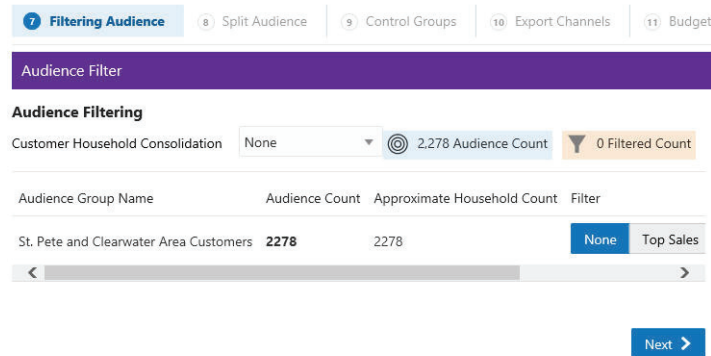 7 Filtering Audience 8 Split Audience 9 Control Groups 10 Export Channels 11 Budget
Audience Filter
Audience Filtering
Customer Household Consolidation None 2,278 Audience Count 0 Filtered Count
Audience Group Name Audience Count Approximate Household Count Filter
St. Pete and Clearwater Area Customers 2278 2278 None Top Sales
Next